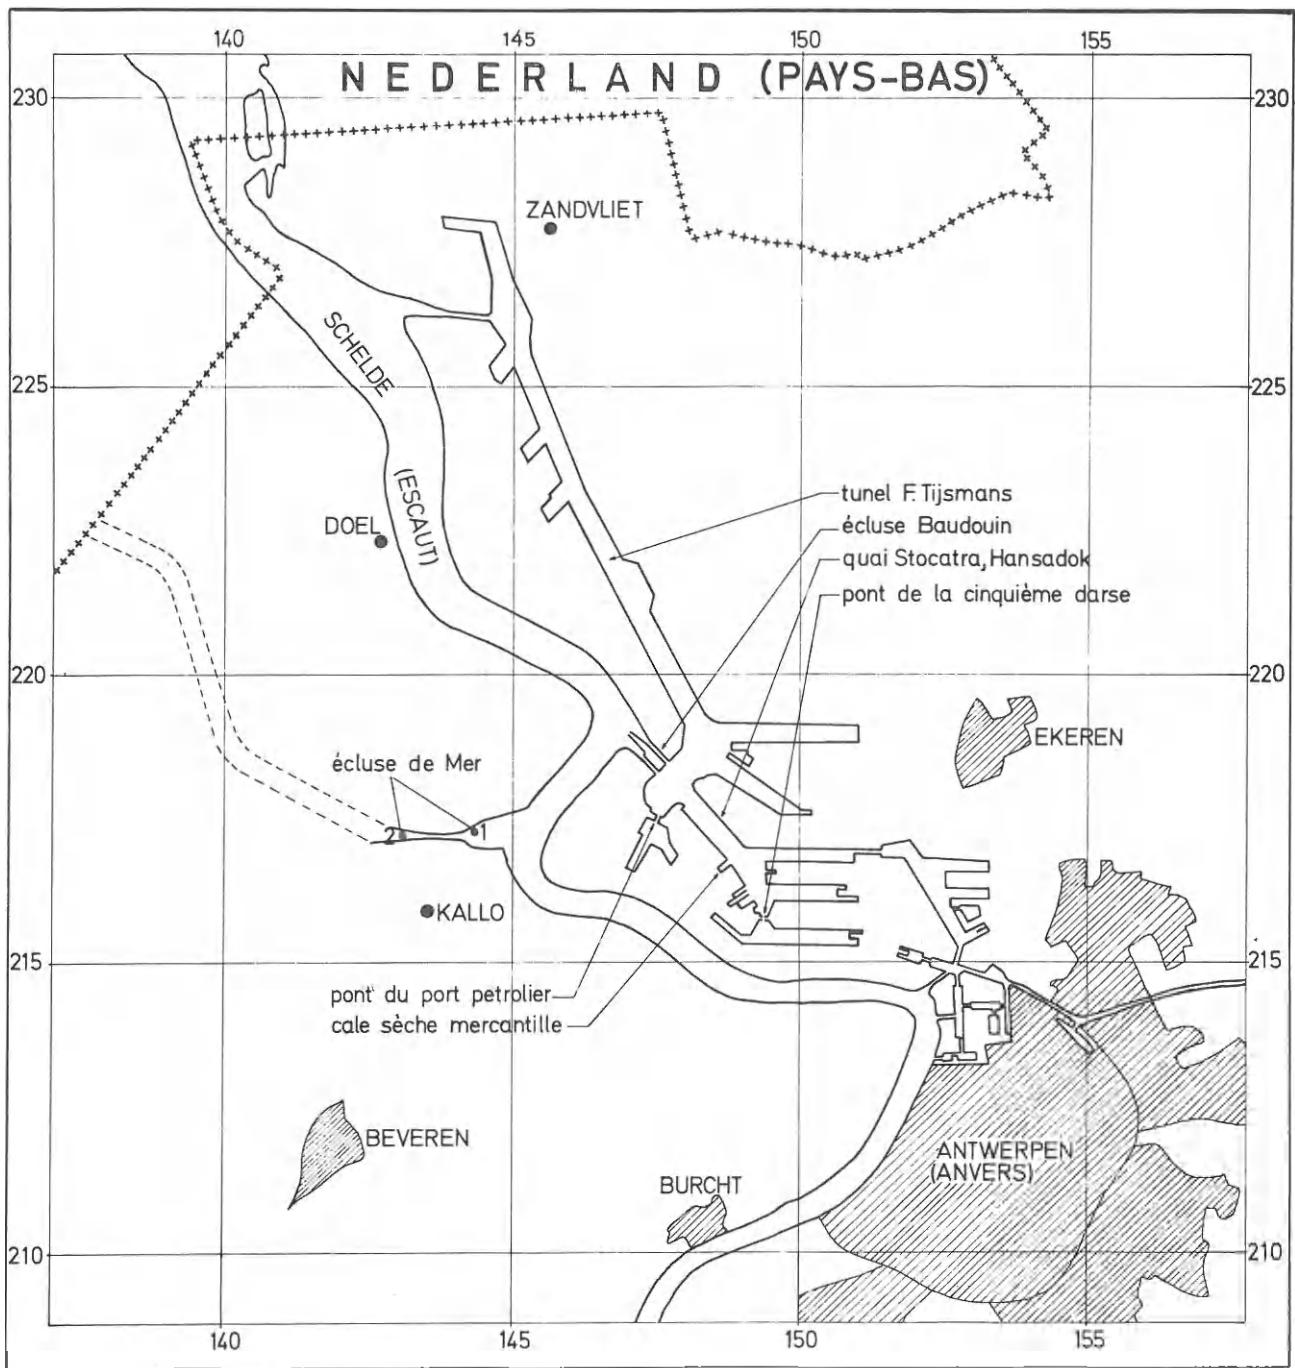 140 145 150 155
NEDERLAND (PAYS-BAS)
230 230
ZANDVLIET
SCHELDE
225 225
(ESCAUT)
tunel F. Tijsmans
DOEL
écluse Baudouin
quai Stocatra, Hansadok
pont de la cinquième darse
220 220
EKEREN
écluse de Mer
2 1
KALLO
215 215
pont du port petrolier
cale sèche mercantille
BEVEREN
ANTWERPEN
(ANVERS)
BURCHT
210 210
140 145 150 155